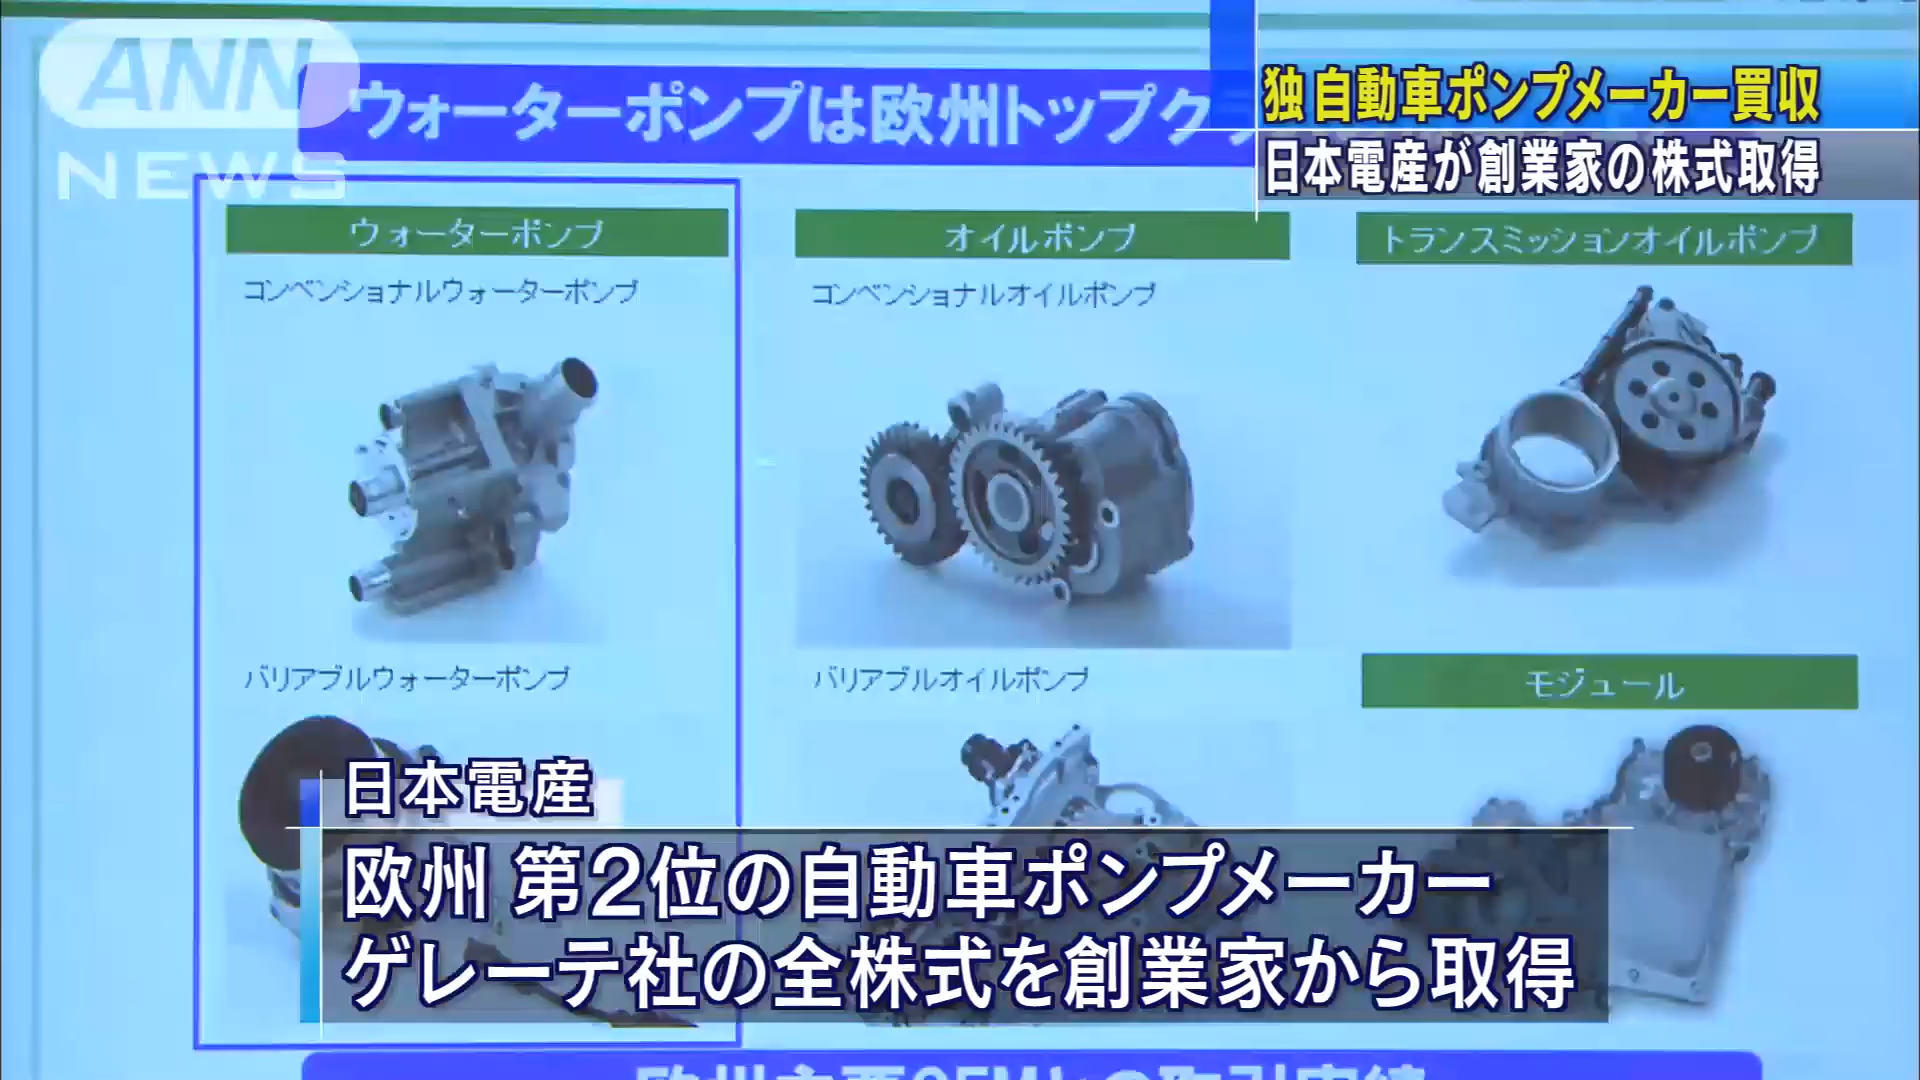 ANN
NEWS
独 自動車ポンプメーカー買収
日本電産が創業家の株式取得
ウォーターポンプは欧州トップク
ウォーターポンプ
オイルポンプ
トランスミッションオイルポンプ
コンベンショナルウォーターポンプ
コンベンショナルオイルポンプ
バリアブルウォーターポンプ
バリアブルオイルポンプ
モジュール
日本電産
欧州 第2位の自動車ポンプメーカー
ゲレーテ社の全株式を創業家から取得